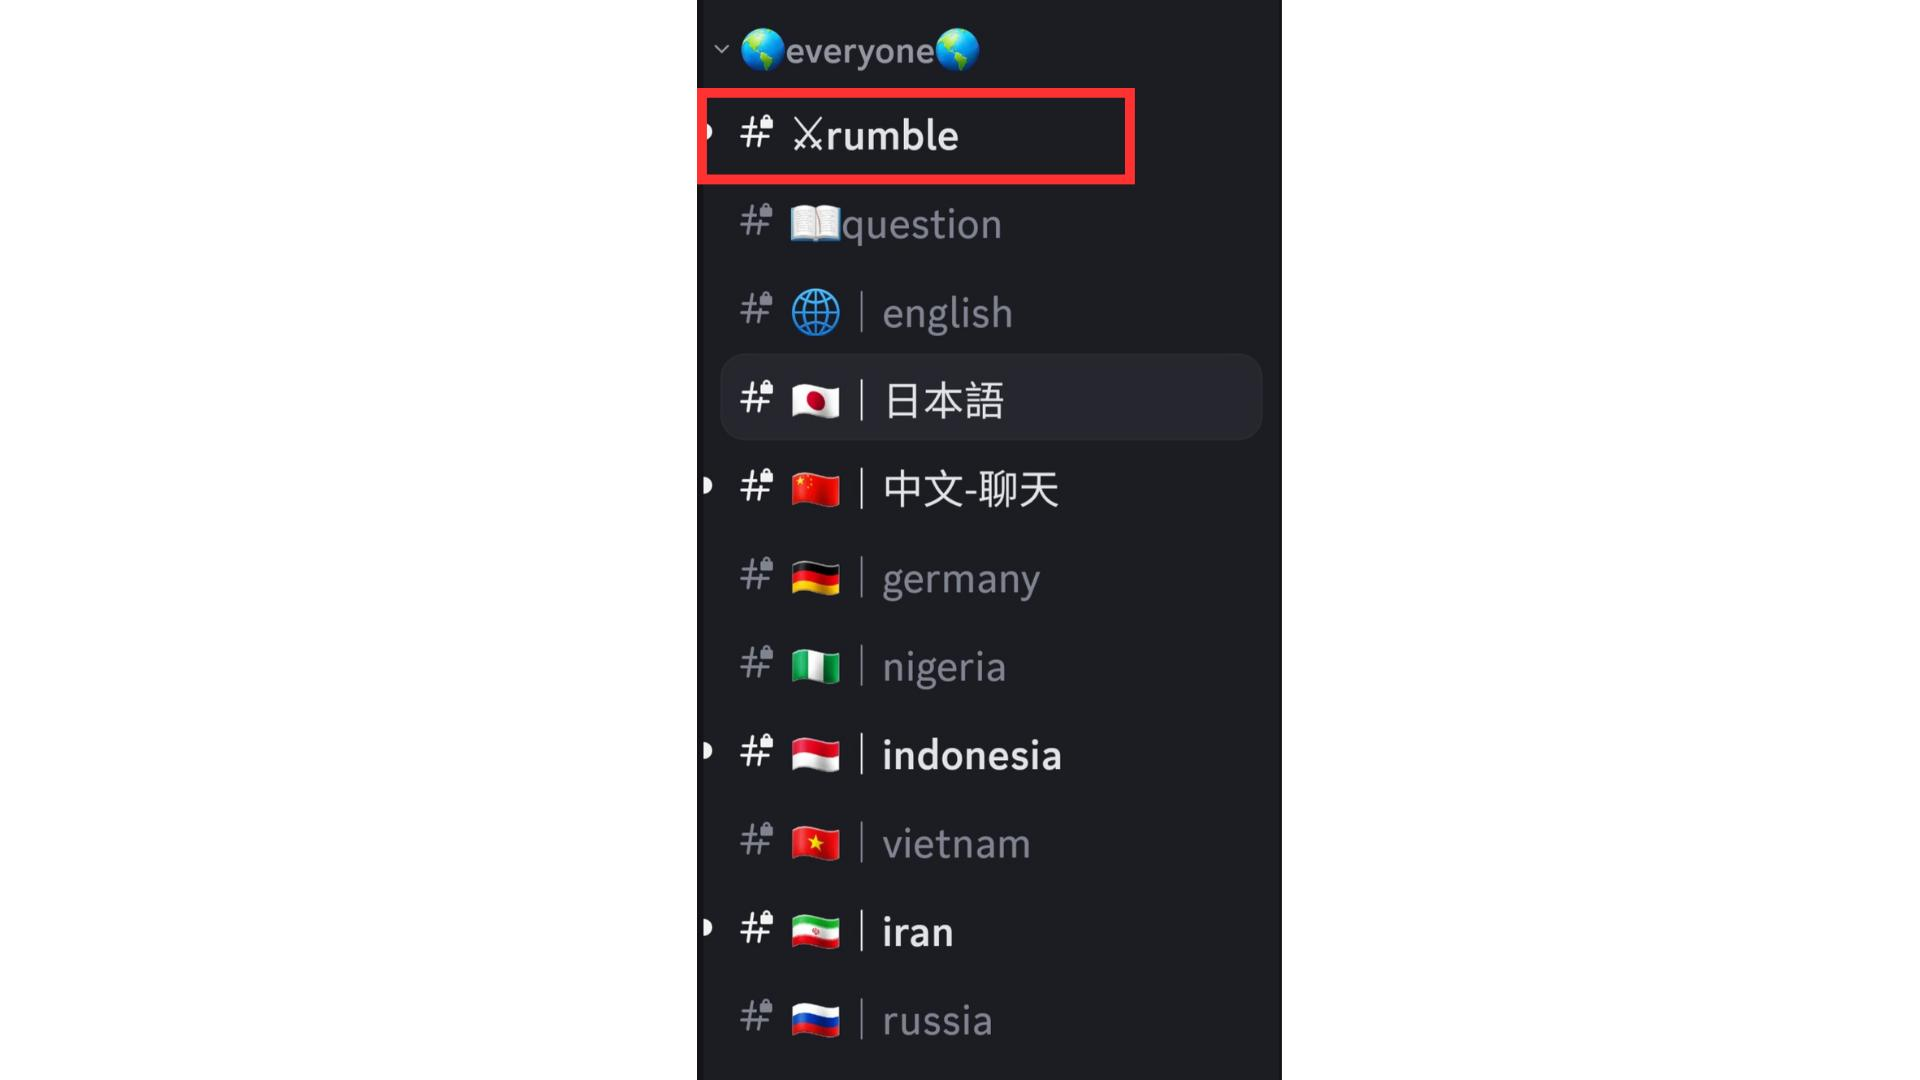 🌎everyone🌎
# ⚔rumble
# 📖question
# 🌐 | english
# 🇯🇵 | 日本語
# 🇨🇳 | 中文-聊天
# 🇩🇪 | germany
# 🇳🇬 | nigeria
# 🇮🇩 | indonesia
# 🇻🇳 | vietnam
# 🇮🇷 | iran
# 🇷🇺 | russia